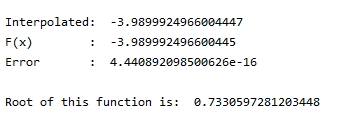 Interpolated:  -3.9899924966004447
F(x)        :  -3.989992496600445
Error       :  4.440892098500626e-16
Root of this function is:  0.7330597281203448